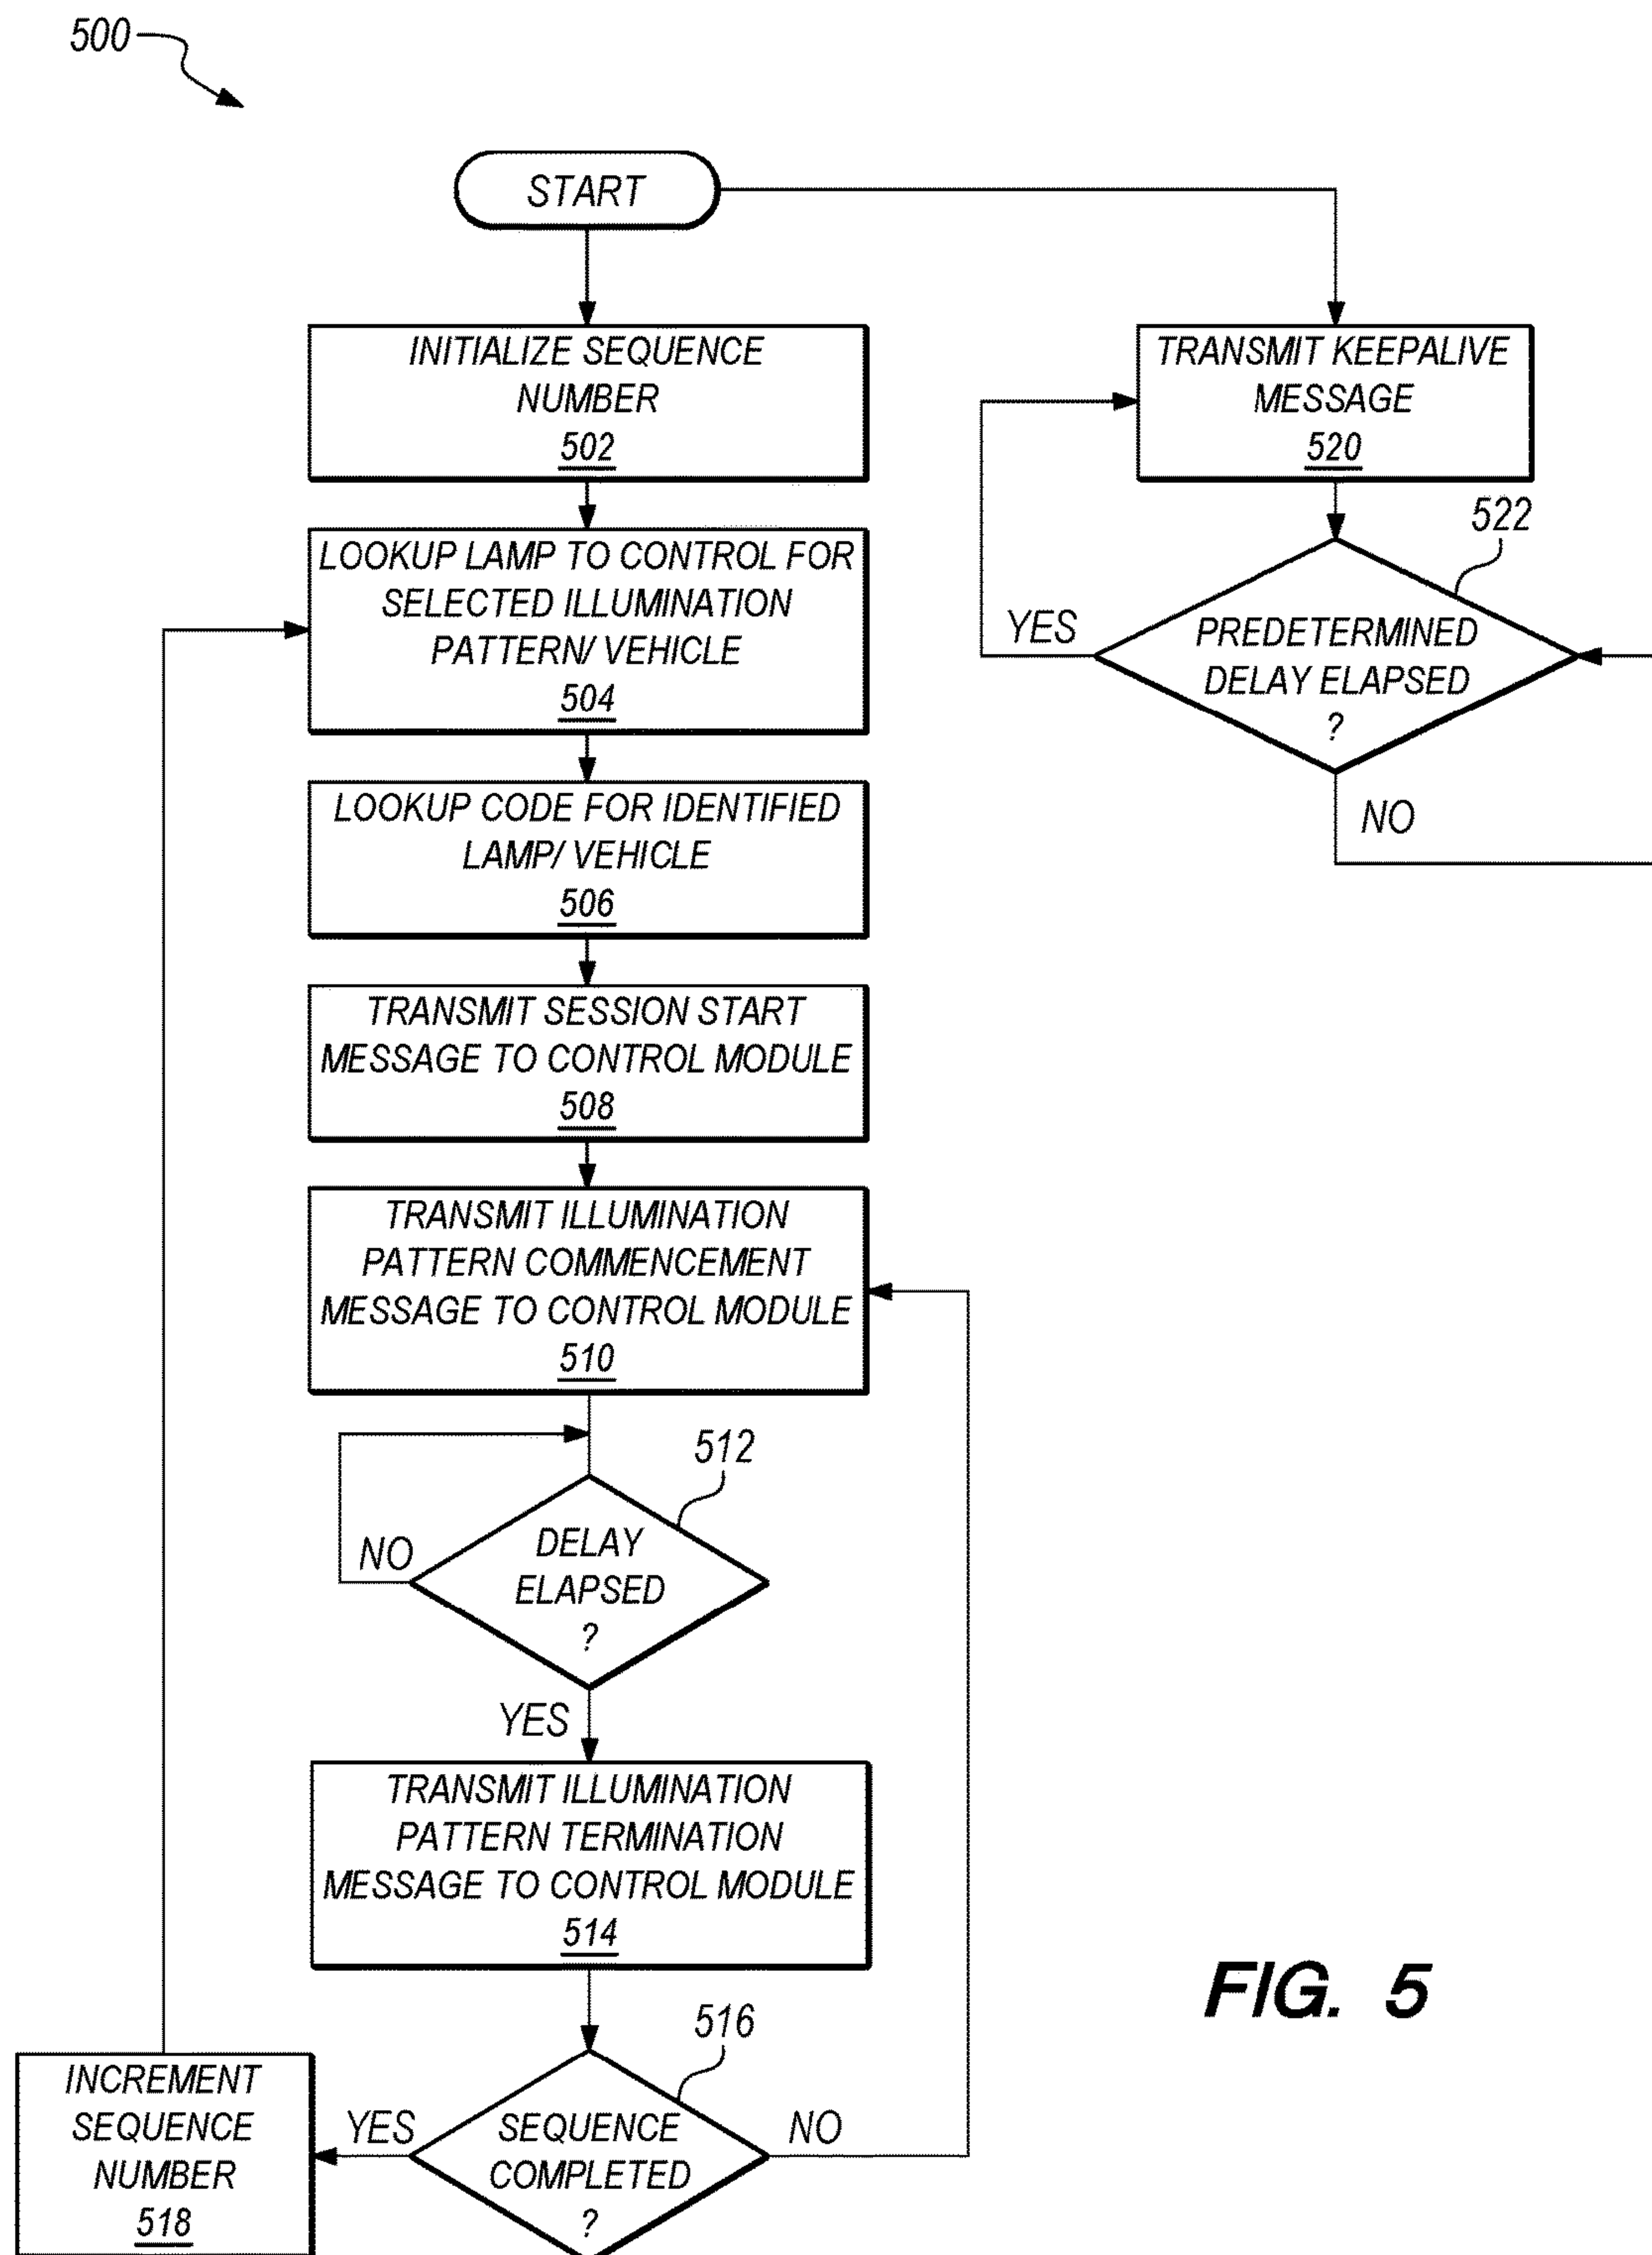 500
START
INITIALIZE SEQUENCE
NUMBER
502
LOOKUP LAMP TO CONTROL FOR
SELECTED ILLUMINATION
PATTERN/ VEHICLE
504
LOOKUP CODE FOR IDENTIFIED
LAMP/ VEHICLE
506
TRANSMIT SESSION START
MESSAGE TO CONTROL MODULE
508
TRANSMIT ILLUMINATION
PATTERN COMMENCEMENT
MESSAGE TO CONTROL MODULE
510
512
DELAY
ELAPSED
?
NO
YES
TRANSMIT ILLUMINATION
PATTERN TERMINATION
MESSAGE TO CONTROL MODULE
514
516
SEQUENCE
COMPLETED
?
YES
NO
INCREMENT
SEQUENCE
NUMBER
518
TRANSMIT KEEPALIVE
MESSAGE
520
522
PREDETERMINED
DELAY ELAPSED
?
YES
NO
FIG. 5